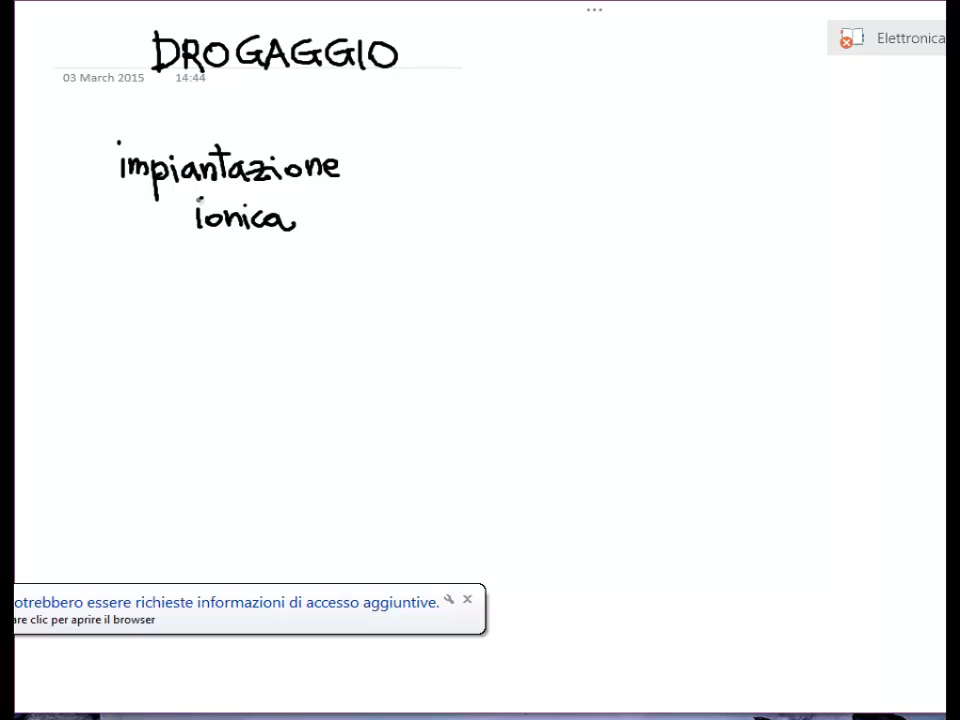 DROGAGGIO
Elettronica
03 March 2015 14:44
impiantazione
ionica
otrebbero essere richieste informazioni di accesso aggiuntive.
are clic per aprire il browser